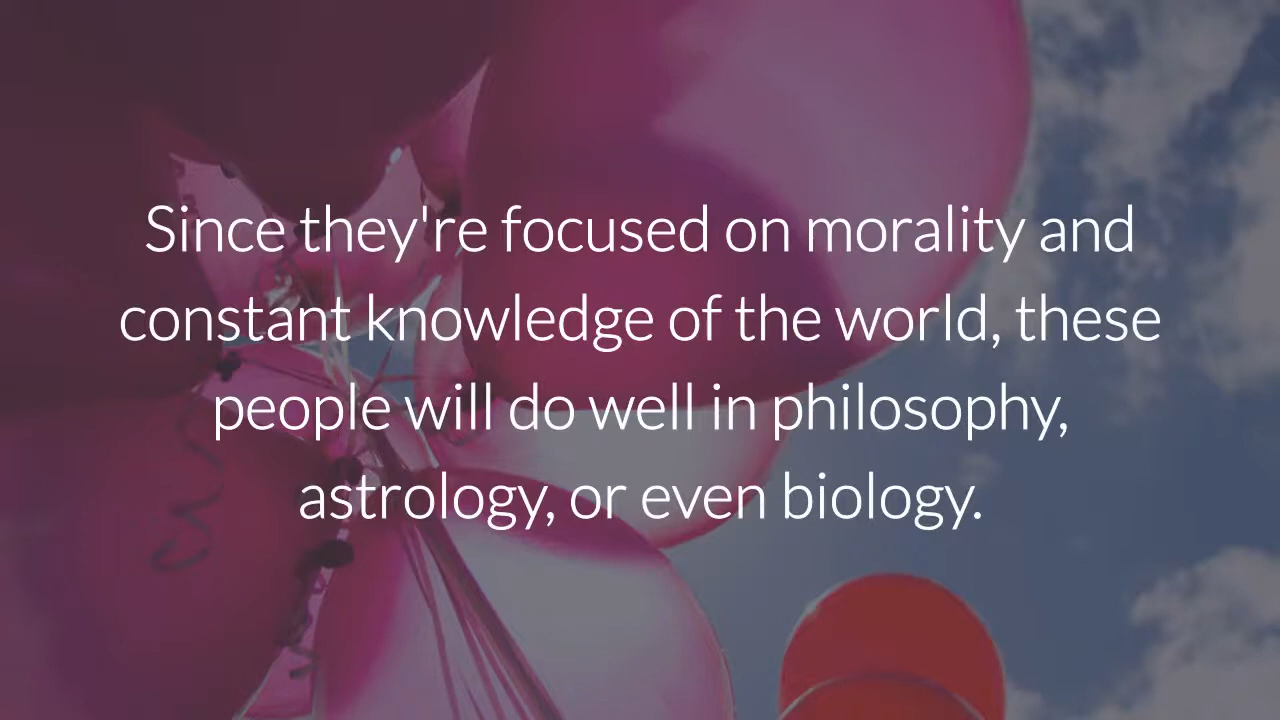 Since they're focused on morality and
constant knowledge of the world, these
people will do well in philosophy,
astrology, or even biology.